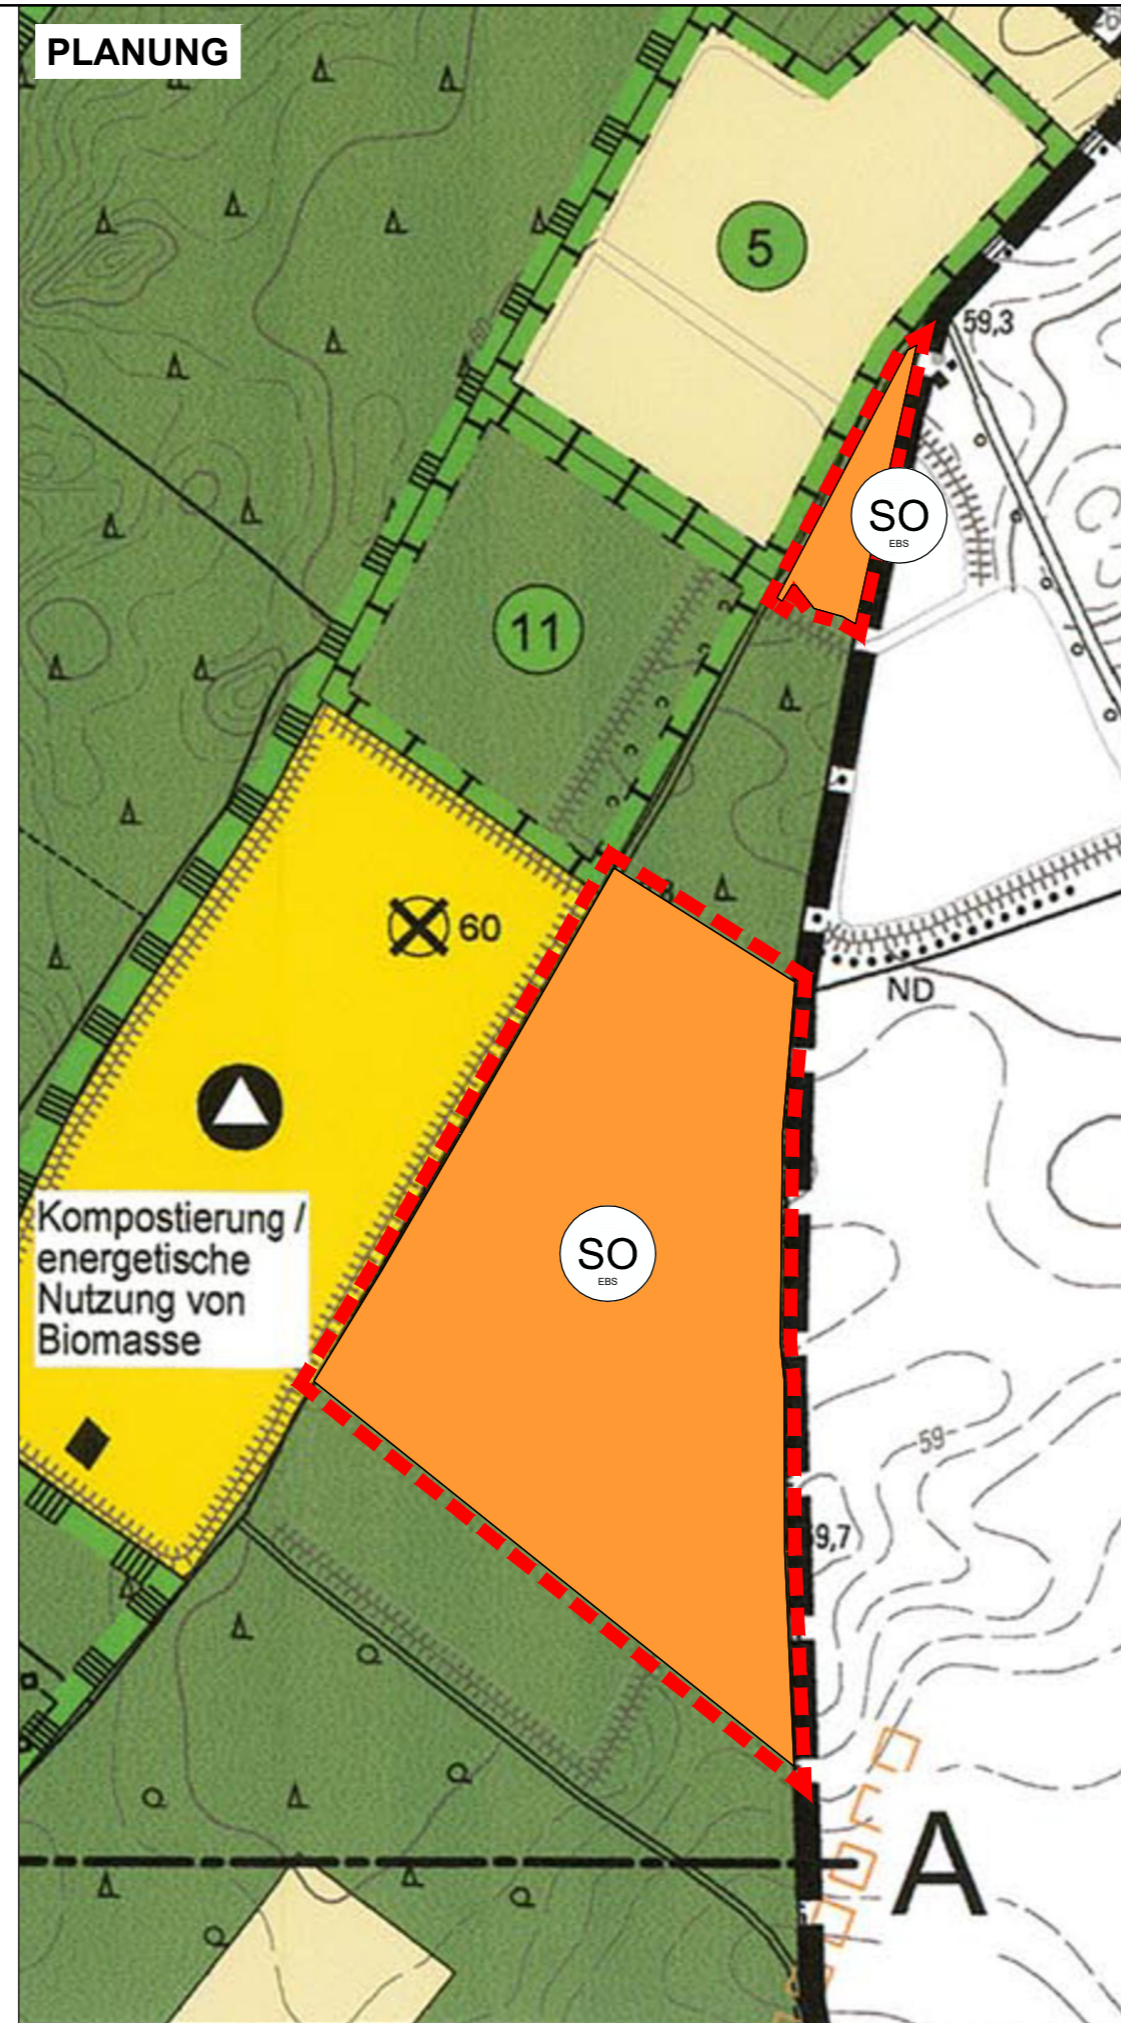 PLANUNG
5
59,3
SO
EBS
11
60
ND
Kompostierung /
energetische
Nutzung von
Biomasse
SO
EBS
59
9,7
A